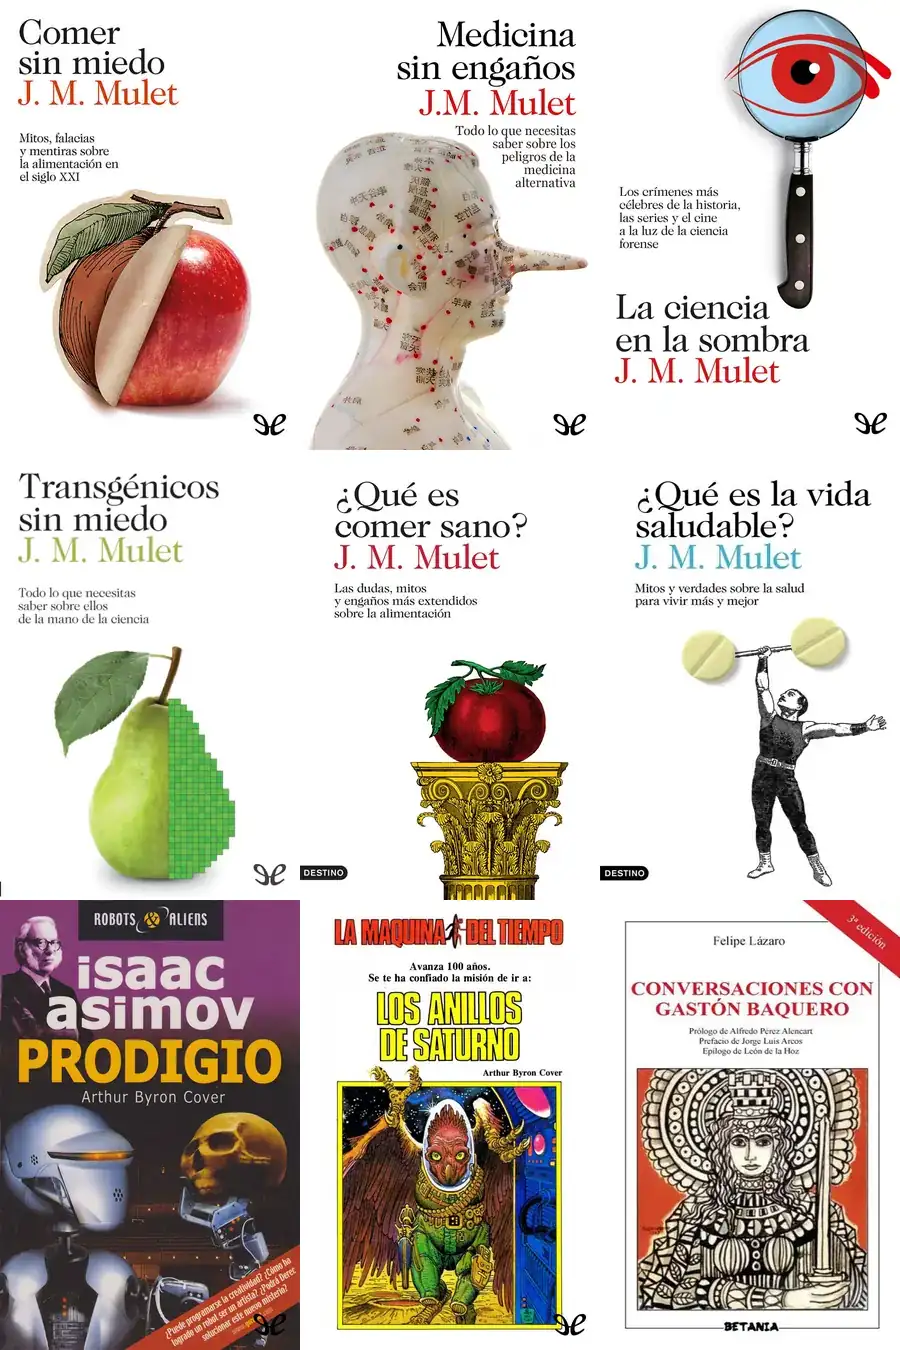 Comer
sin miedo
J. M. Mulet
Mitos, falacias
y mentiras sobre
la alimentación en
el siglo XXI
Medicina
sin engaños
J.M. Mulet
Todo lo que necesitas
saber sobre los
peligros de la
medicina
alternativa
Los crímenes más
célebres de la historia,
las series y el cine
a la luz de la ciencia
forense
La ciencia
en la sombra
J. M. Mulet
Transgénicos
sin miedo
J. M. Mulet
Todo lo que necesitas
saber sobre ellos
de la mano de la ciencia
¿Qué es
comer sano?
J. M. Mulet
Las dudas, mitos
y engaños más extendidos
sobre la alimentación
DESTINO
¿Qué es la vida
saludable?
J. M. Mulet
Mitos y verdades sobre la salud
para vivir más y mejor
DESTINO
ROBOTS & ALIENS
isaac
asimov
PRODIGIO
Arthur Byron Cover
¿Puede programarse la creatividad? ¿Cómo ha
logrado un robot ser un artista? ¿Podrá Derec
solucionar este nuevo misterio?
LA MAQUINA DEL TIEMPO
Avanza 100 años.
Se te ha confiado la misión de ir a:
LOS ANILLOS
DE SATURNO
Arthur Byron Cover
3ª edición
Felipe Lázaro
CONVERSACIONES CON
GASTÓN BAQUERO
Prólogo de Alfredo Pérez Alencart
Prefacio de Jorge Luis Arcos
Epílogo de León de la Hoz
BETANIA